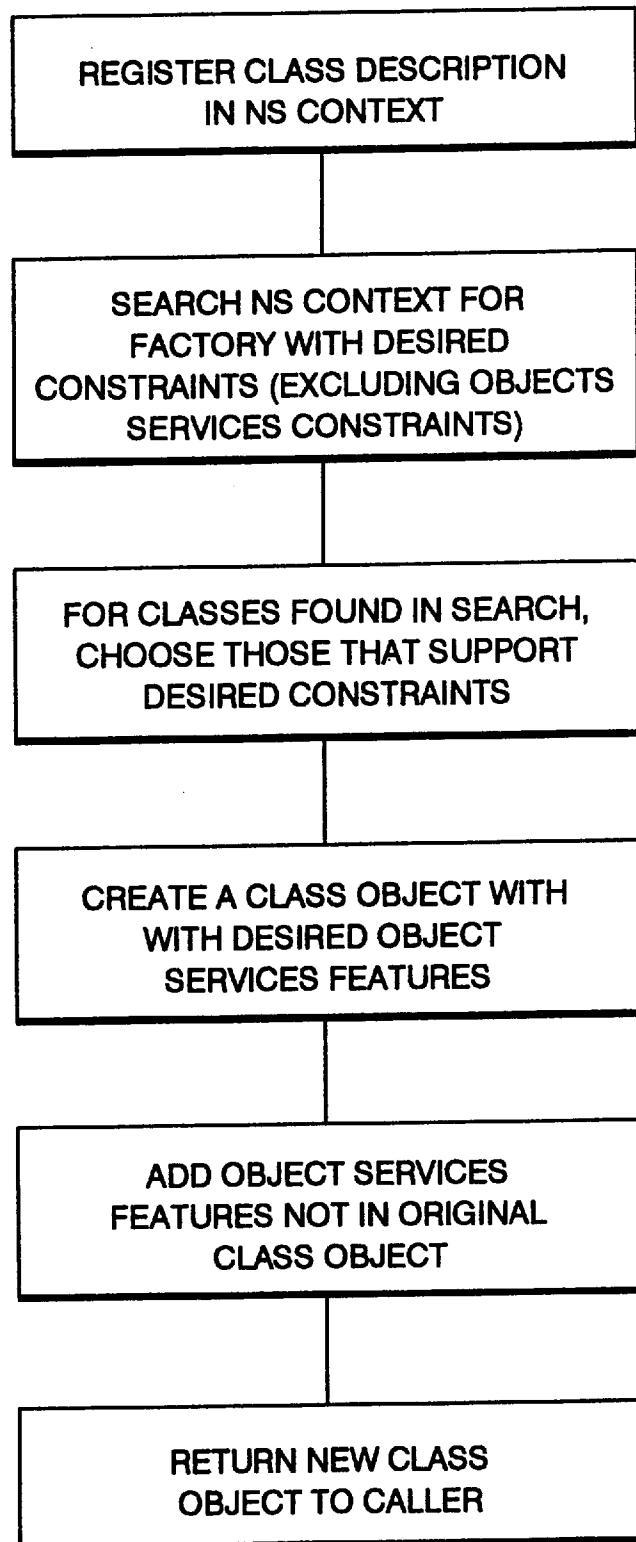 REGISTER CLASS DESCRIPTION
IN NS CONTEXT
SEARCH NS CONTEXT FOR
FACTORY WITH DESIRED
CONSTRAINTS (EXCLUDING OBJECTS
SERVICES CONSTRAINTS)
FOR CLASSES FOUND IN SEARCH,
CHOOSE THOSE THAT SUPPORT
DESIRED CONSTRAINTS
CREATE A CLASS OBJECT WITH
WITH DESIRED OBJECT
SERVICES FEATURES
ADD OBJECT SERVICES
FEATURES NOT IN ORIGINAL
CLASS OBJECT
RETURN NEW CLASS
OBJECT TO CALLER